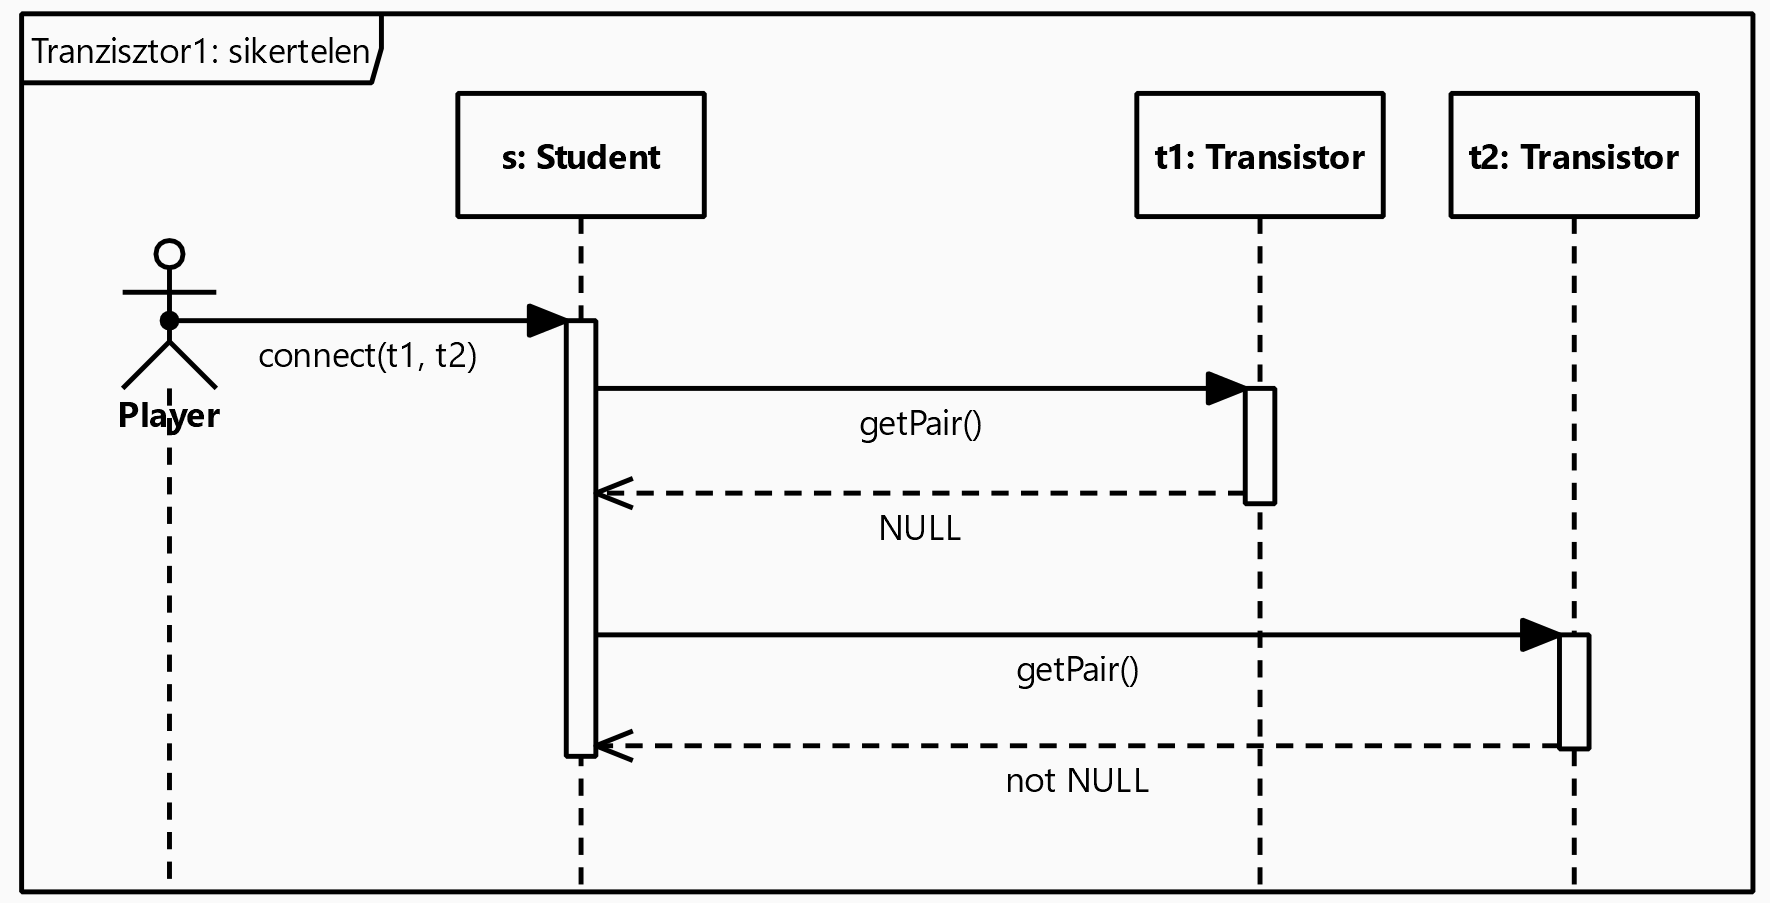 Tranzisztor1: sikertelen
s: Student
t1: Transistor
t2: Transistor
Player
connect(t1, t2)
getPair()
NULL
getPair()
not NULL